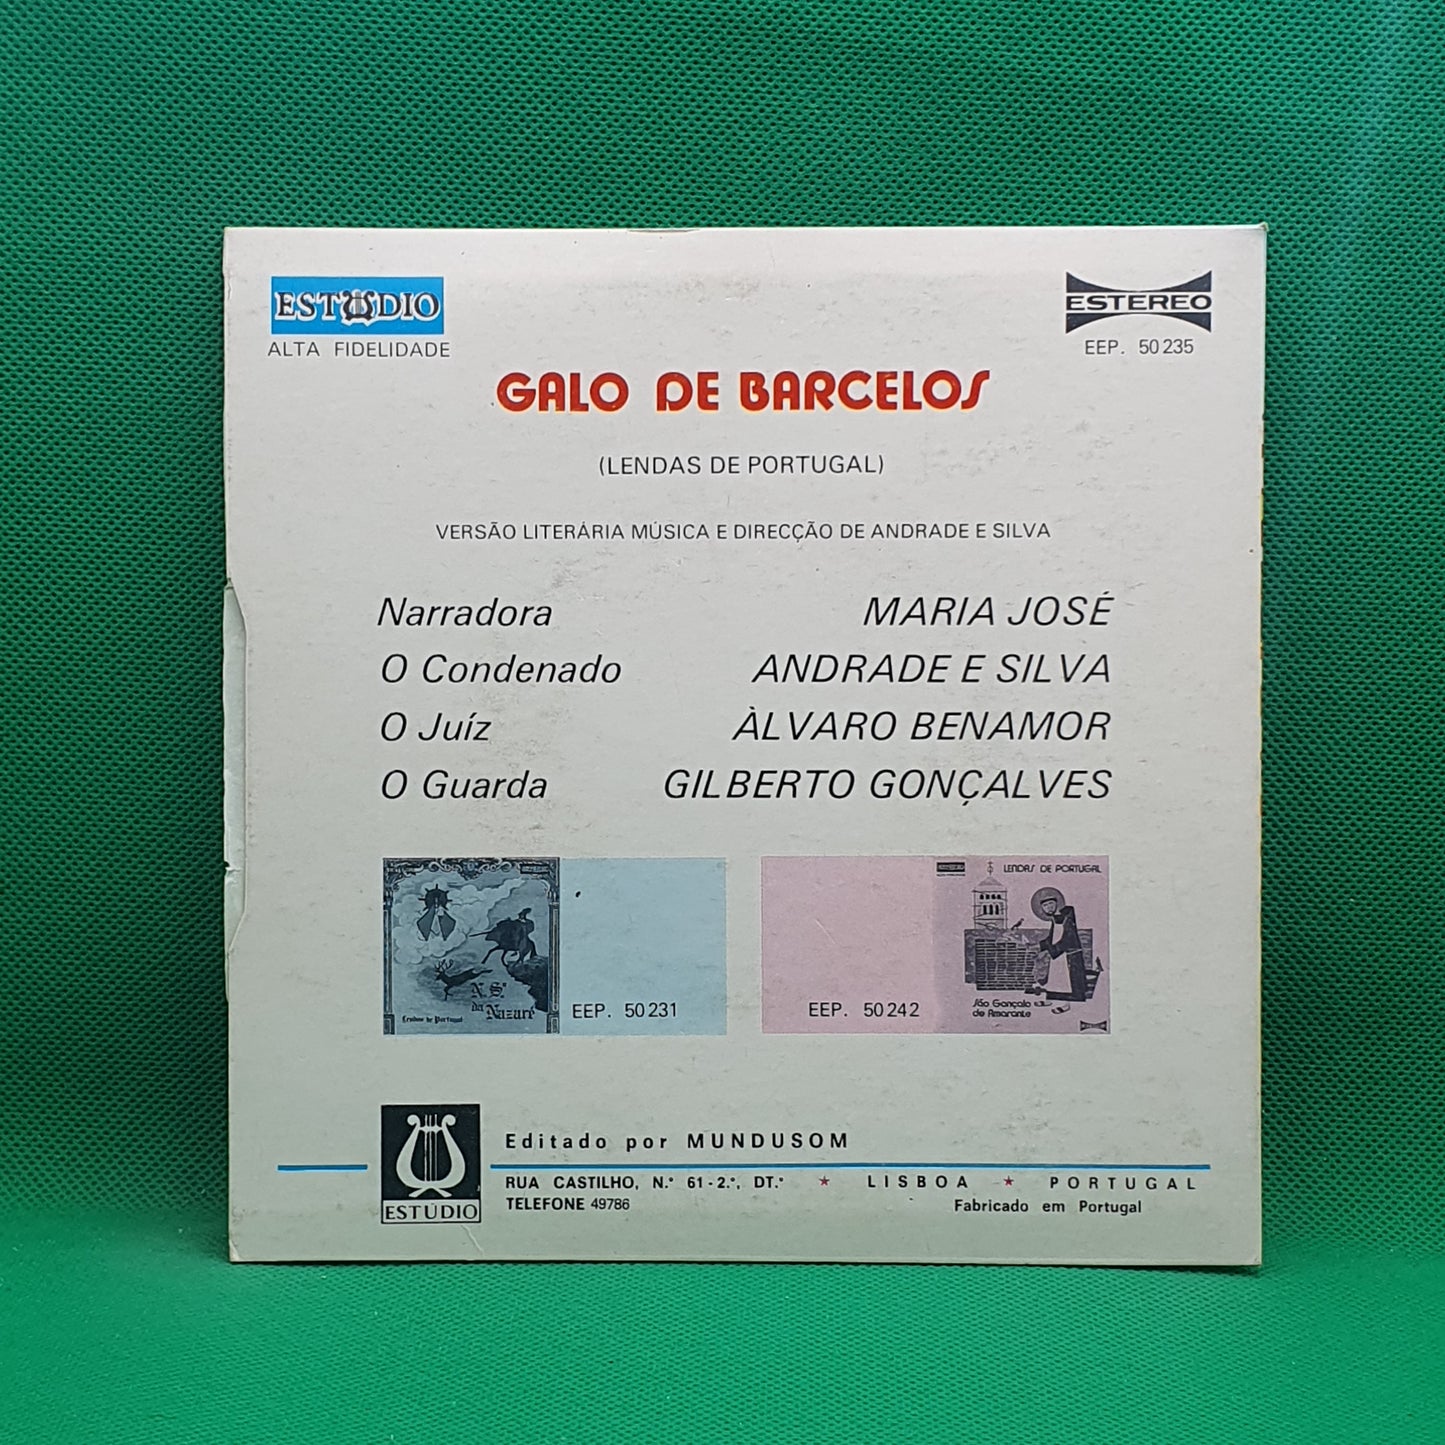 ESTÚDIO
ALTA FIDELIDADE
ESTEREO
EEP. 50 235
GALO DE BARCELOS
(LENDAS DE PORTUGAL)
VERSÃO LITERÁRIA MÚSICA E DIRECÇÃO DE ANDRADE E SILVA
Narradora MARIA JOSÉ
O Condenado ANDRADE E SILVA
O Juíz ÀLVARO BENAMOR
O Guarda GILBERTO GONÇALVES
N. Sª
da Nazaré
Lendas de Portugal
EEP. 50 231
EEP. 50 242
LENDAS DE PORTUGAL
São Gonçalo
de Amarante
Editado por MUNDUSOM
RUA CASTILHO, N.º 61 - 2.º, DT.º ★ LISBOA ★ PORTUGAL
TELEFONE 49786 Fabricado em Portugal
ESTÚDIO